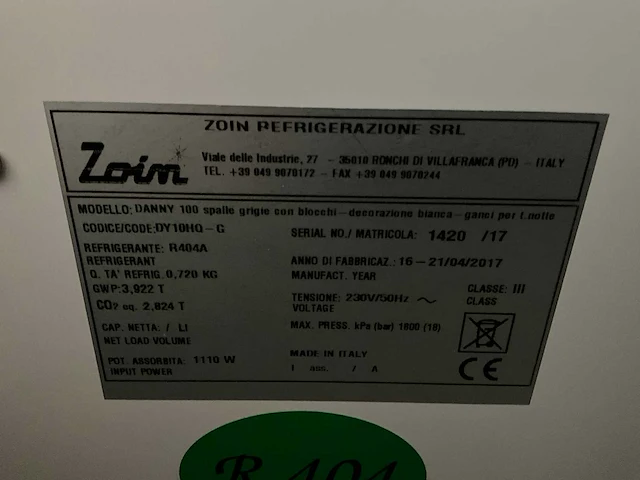 ZOIN REFRIGERAZIONE SRL
Zoin
Viale delle Industrie, 27 - 35010 RONCHI DI VILLAFRANCA (PD) - ITALY
TEL. +39 049 9070172 - FAX +39 049 9070244
MODELLO: DANNY 100 spalle grigie con blocchi-decorazione bianca-ganci per t.notte
CODICE/CODE: DY10HQ-G
SERIAL NO./ MATRICOLA: 1420 /17
REFRIGERANTE: R404A
REFRIGERANT
ANNO DI FABBRICAZ.: 16 - 21/04/2017
MANUFACT. YEAR
Q. TA' REFRIG. 0,720 KG
GWP: 3,922 T
CO² eq. 2,824 T
TENSIONE: 230V/50Hz ~
VOLTAGE
CLASSE: III
CLASS
CAP. NETTA: / LI
NET LOAD VOLUME
MAX. PRESS. kPa (bar) 1800 (18)
POT. ASSORBITA: 1110 W
INPUT POWER
MADE IN ITALY
I ass. / A
CE
R 404